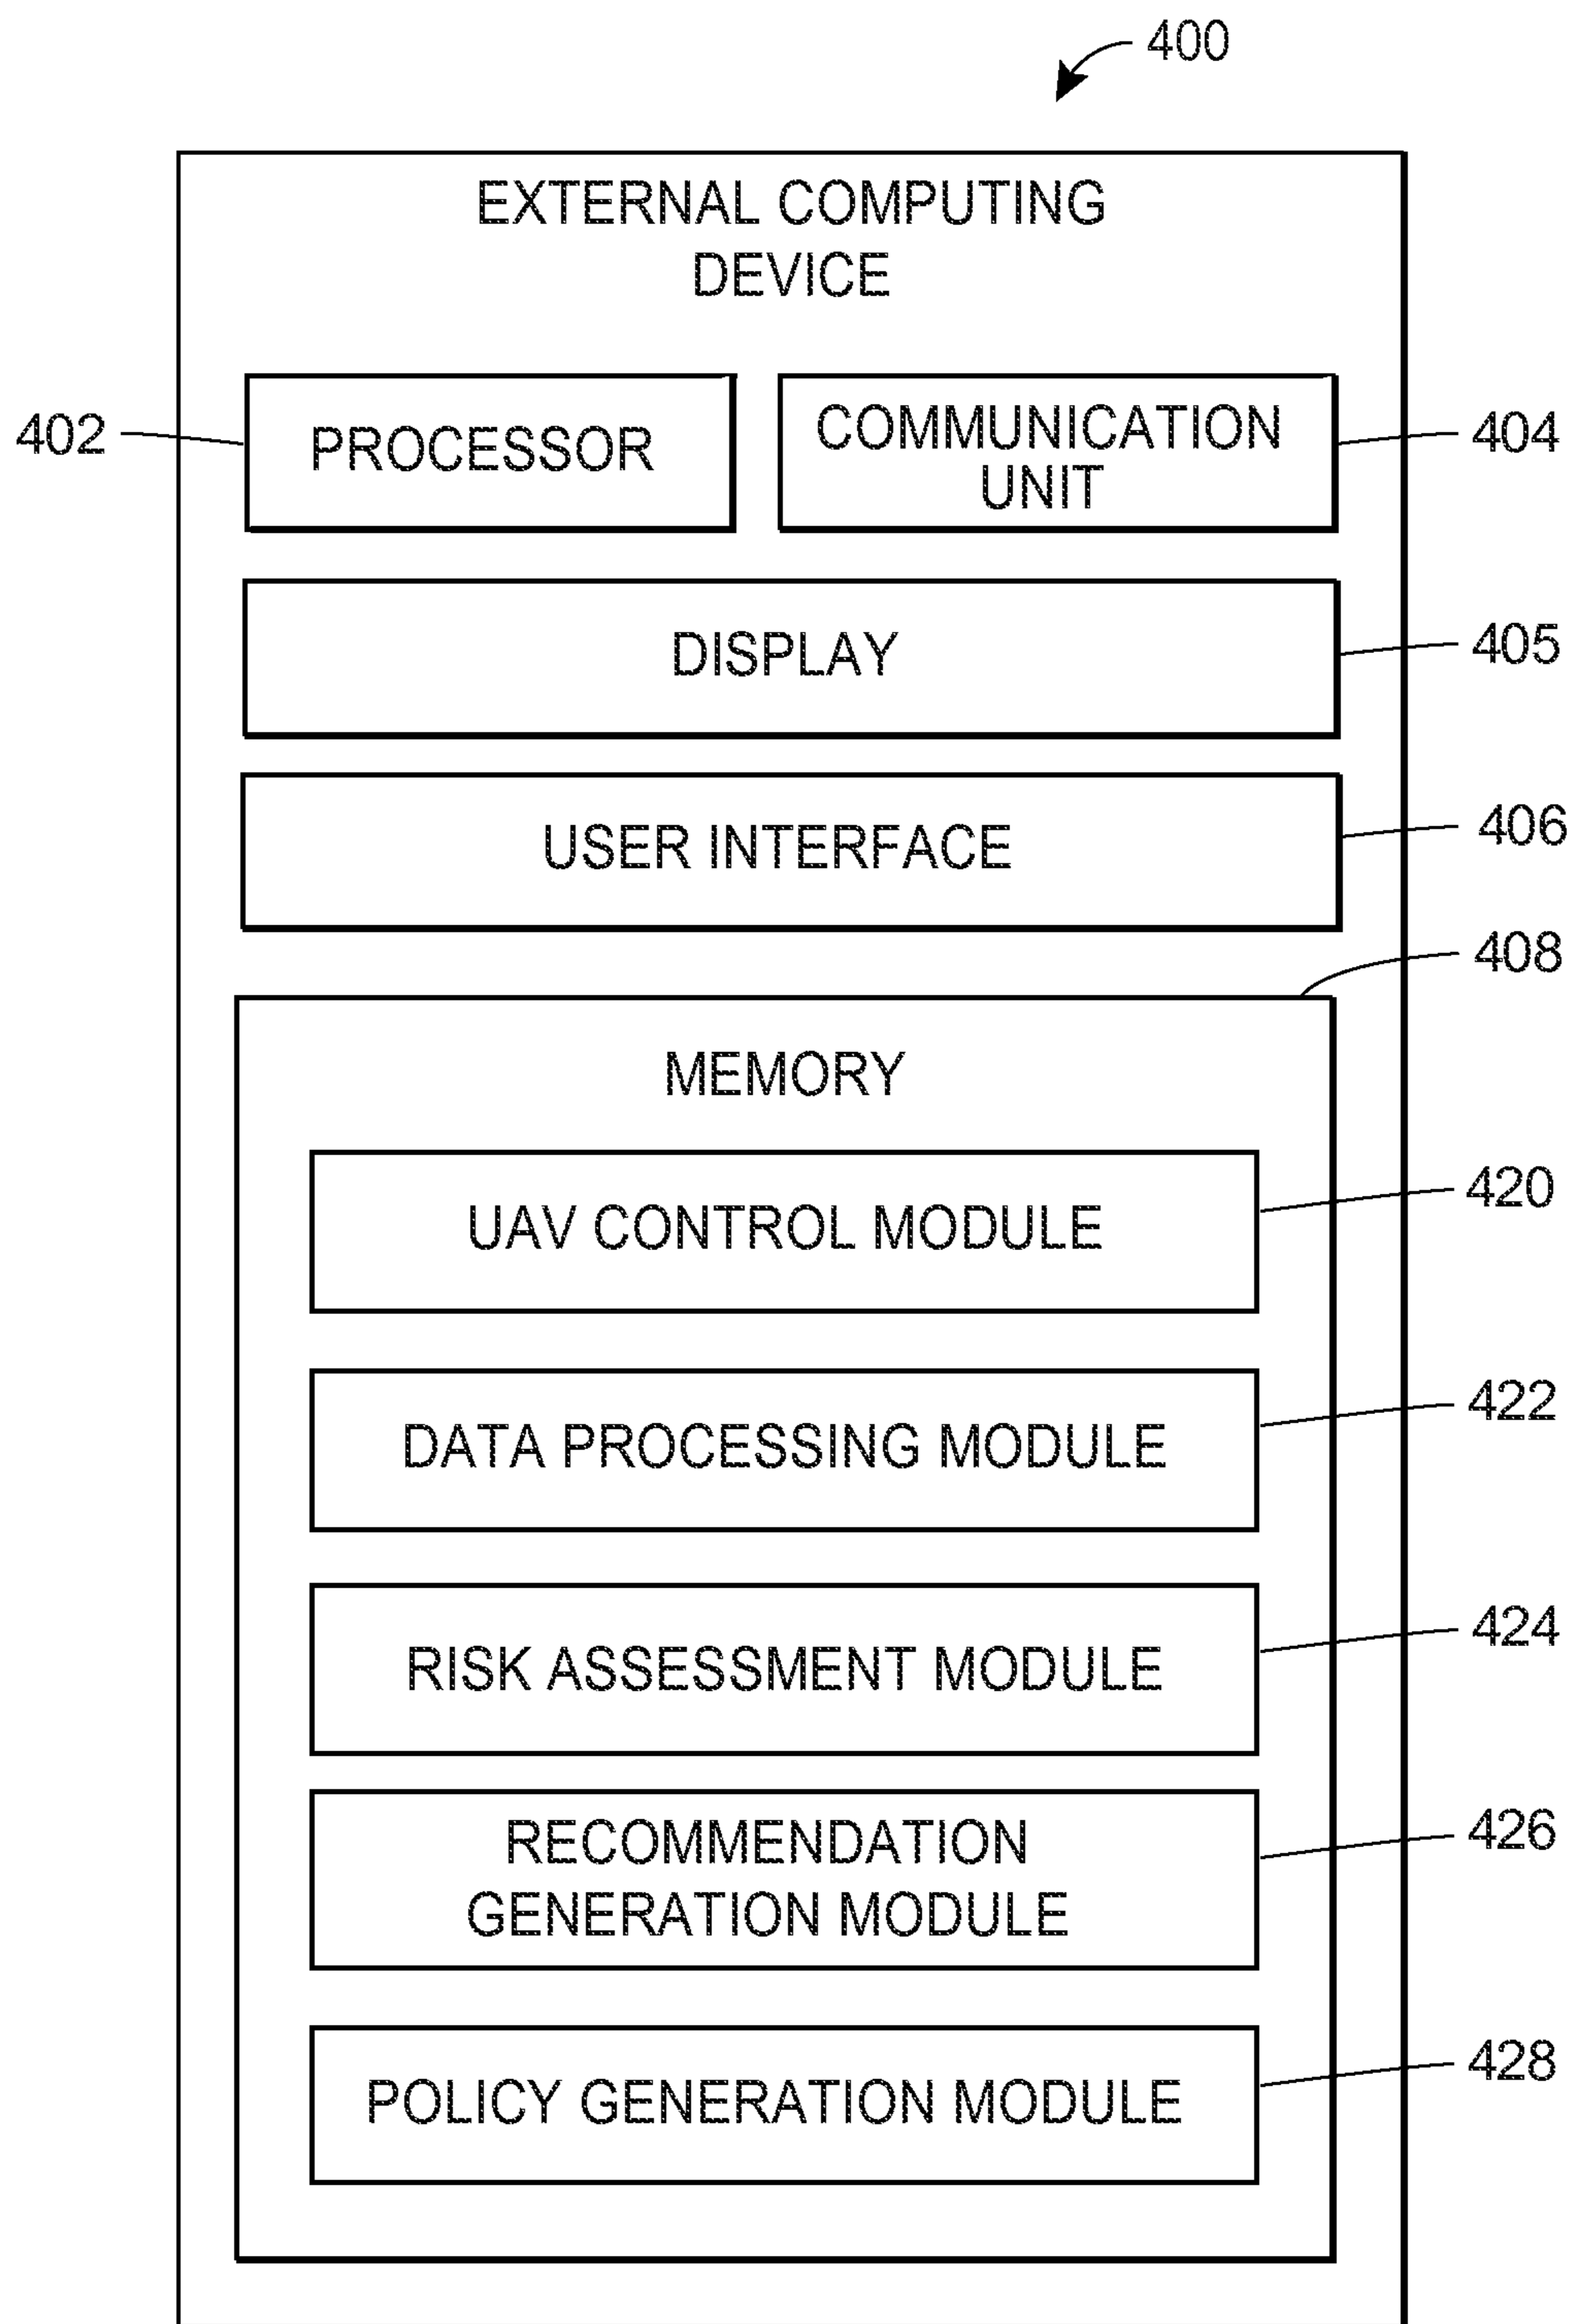 400
EXTERNAL COMPUTING
DEVICE
402
PROCESSOR
COMMUNICATION
UNIT
404
DISPLAY
405
USER INTERFACE
406
408
MEMORY
UAV CONTROL MODULE
420
DATA PROCESSING MODULE
422
RISK ASSESSMENT MODULE
424
RECOMMENDATION
GENERATION MODULE
426
POLICY GENERATION MODULE
428